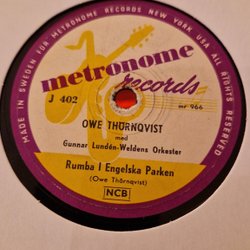 MADE IN SWEDEN FOR METRONOME RECORDS NEW YORK USA ALL RIGHTS RESERVED
metronome
records
J 402
mr 966
OWE THÖRNQVIST
med
Gunnar Lundén-Weldens Orkester
Rumba I Engelska Parken
(Owe Thörnqvist)
NCB